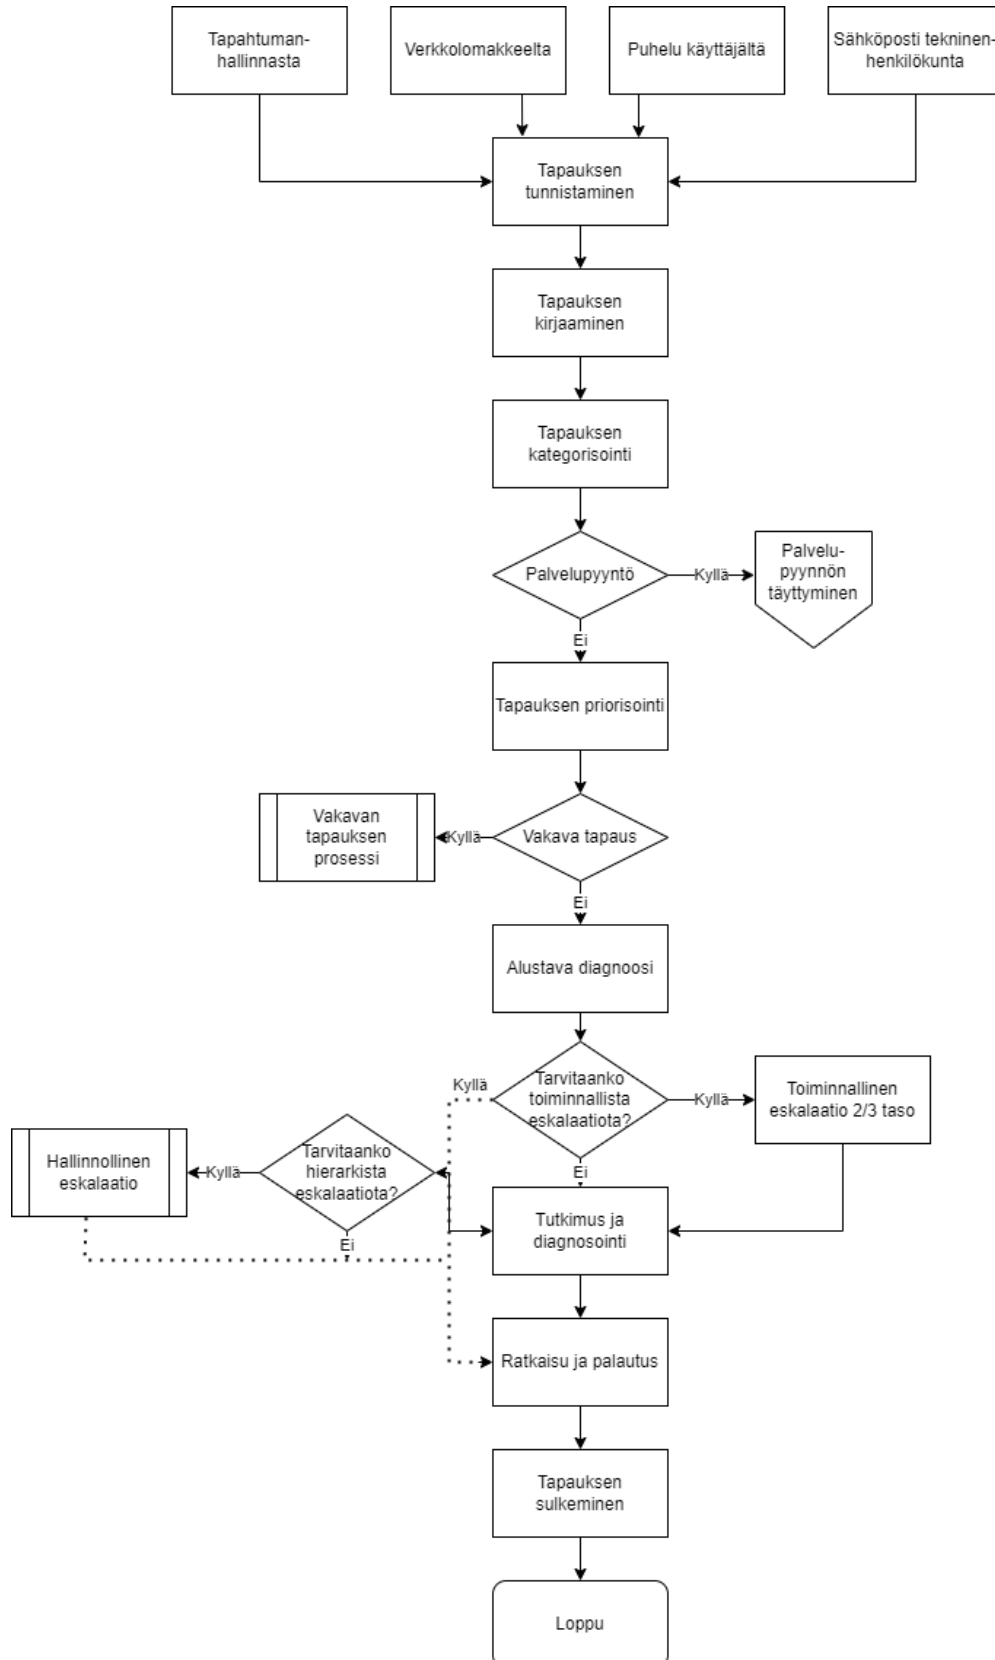 Tapahtuman-
hallinnasta
Verkkolomakkeelta
Puhelu käyttäjältä
Sähköposti tekninen-
henkilökunta
Tapauksen
tunnistaminen
Tapauksen
kirjaaminen
Tapauksen
kategorisointi
Palvelupyyntö
Kyllä
Palvelu-
pyynnön
täyttyminen
Ei
Tapauksen priorisointi
Vakavan
tapauksen
prosessi
Kyllä
Vakava tapaus
Ei
Alustava diagnoosi
Kyllä
Tarvitaanko
toiminnallista
eskalaatiota?
Kyllä
Toiminnallinen
eskalaatio 2/3 taso
Ei
Hallinnollinen
eskalaatio
Kyllä
Tarvitaanko
hierarkista
eskalaatiota?
Ei
Tutkimus ja
diagnosointi
Ratkaisu ja palautus
Tapauksen
sulkeminen
Loppu